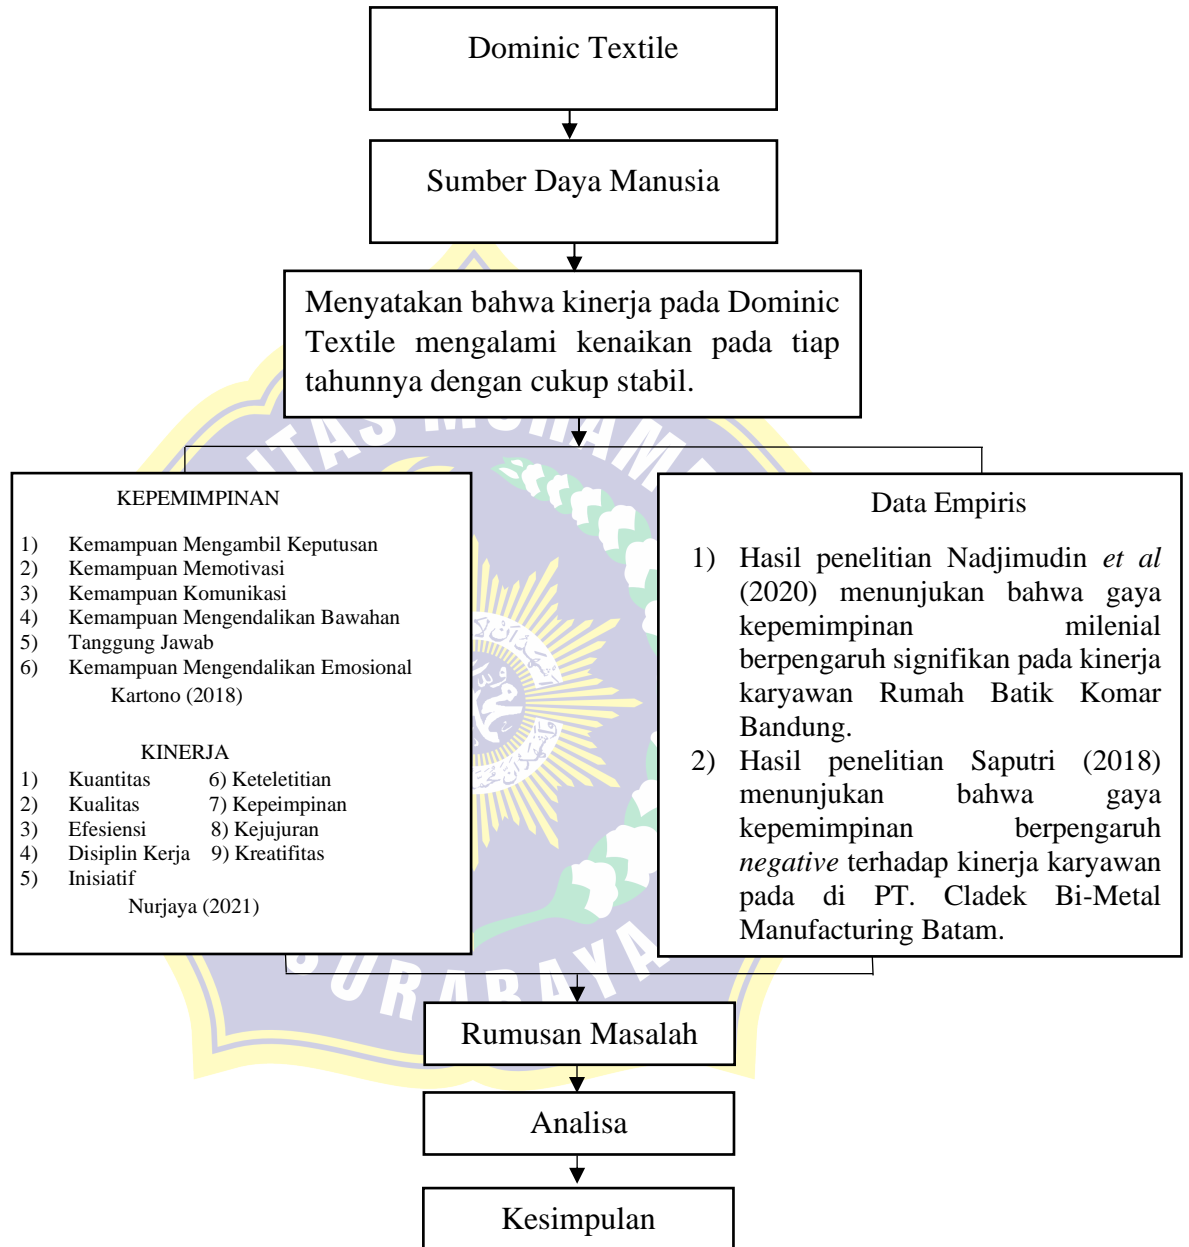 Dominic Textile
Sumber Daya Manusia
Menyatakan bahwa kinerja pada Dominic
Textile mengalami kenaikan pada tiap
tahunnya dengan cukup stabil.
KEPEMIMPINAN
1) Kemampuan Mengambil Keputusan
2) Kemampuan Memotivasi
3) Kemampuan Komunikasi
4) Kemampuan Mengendalikan Bawahan
5) Tanggung Jawab
6) Kemampuan Mengendalikan Emosional
Kartono (2018)
KINERJA
1) Kuantitas 6) Keteletitian
2) Kualitas 7) Kepeimpinan
3) Efesiensi 8) Kejujuran
4) Disiplin Kerja 9) Kreatifitas
5) Inisiatif
Nurjaya (2021)
Data Empiris
1) Hasil penelitian Nadjimudin et al
(2020) menunjukan bahwa gaya
kepemimpinan milenial
berpengaruh signifikan pada kinerja
karyawan Rumah Batik Komar
Bandung.
2) Hasil penelitian Saputri (2018)
menunjukan bahwa gaya
kepemimpinan berpengaruh
negative terhadap kinerja karyawan
pada di PT. Cladek Bi-Metal
Manufacturing Batam.
Rumusan Masalah
Analisa
Kesimpulan
SURABAYA